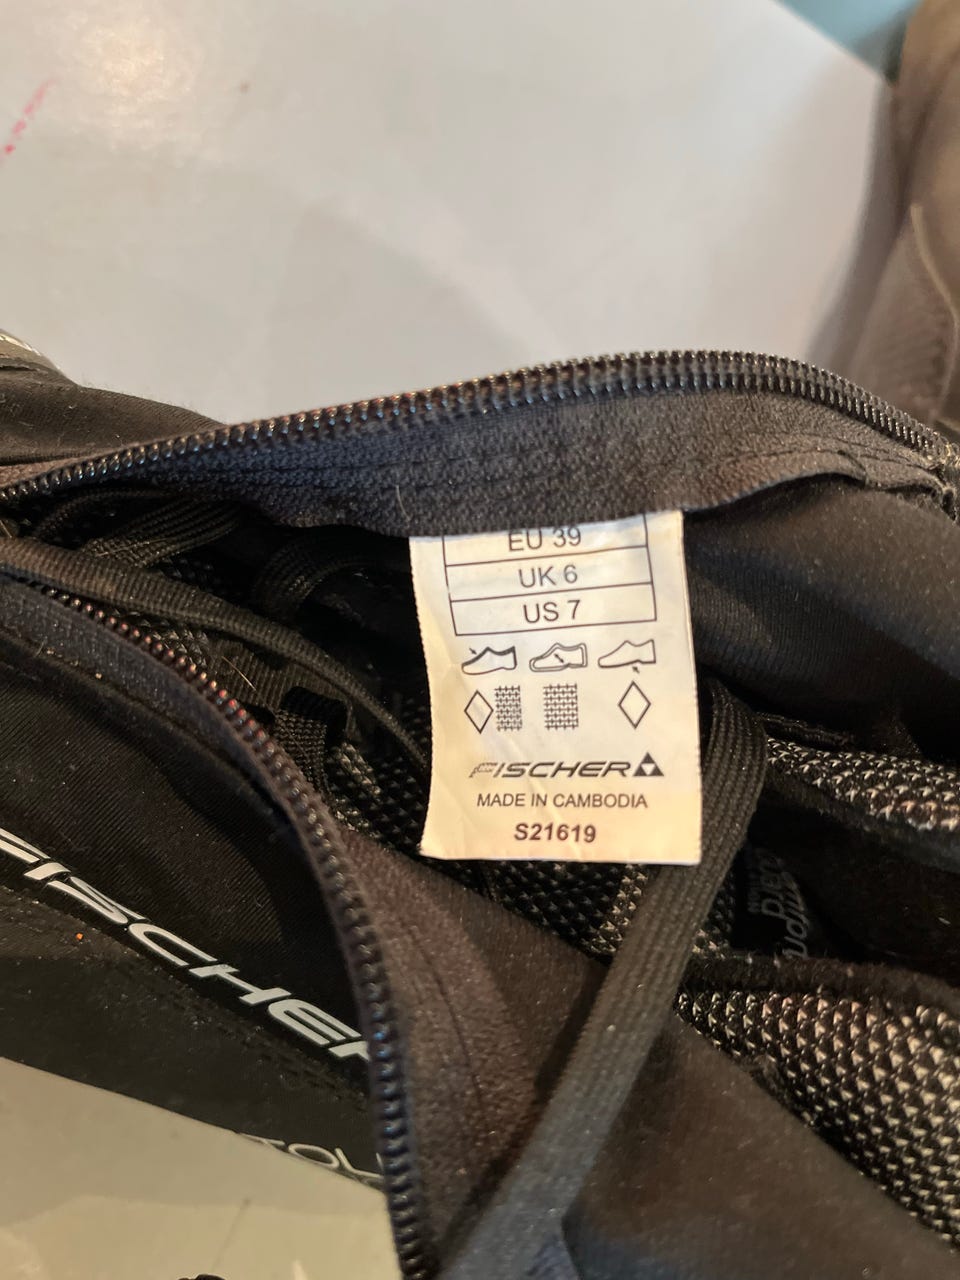 EU 39
UK 6
US 7
FISCHER
MADE IN CAMBODIA
S21619
FISCHER